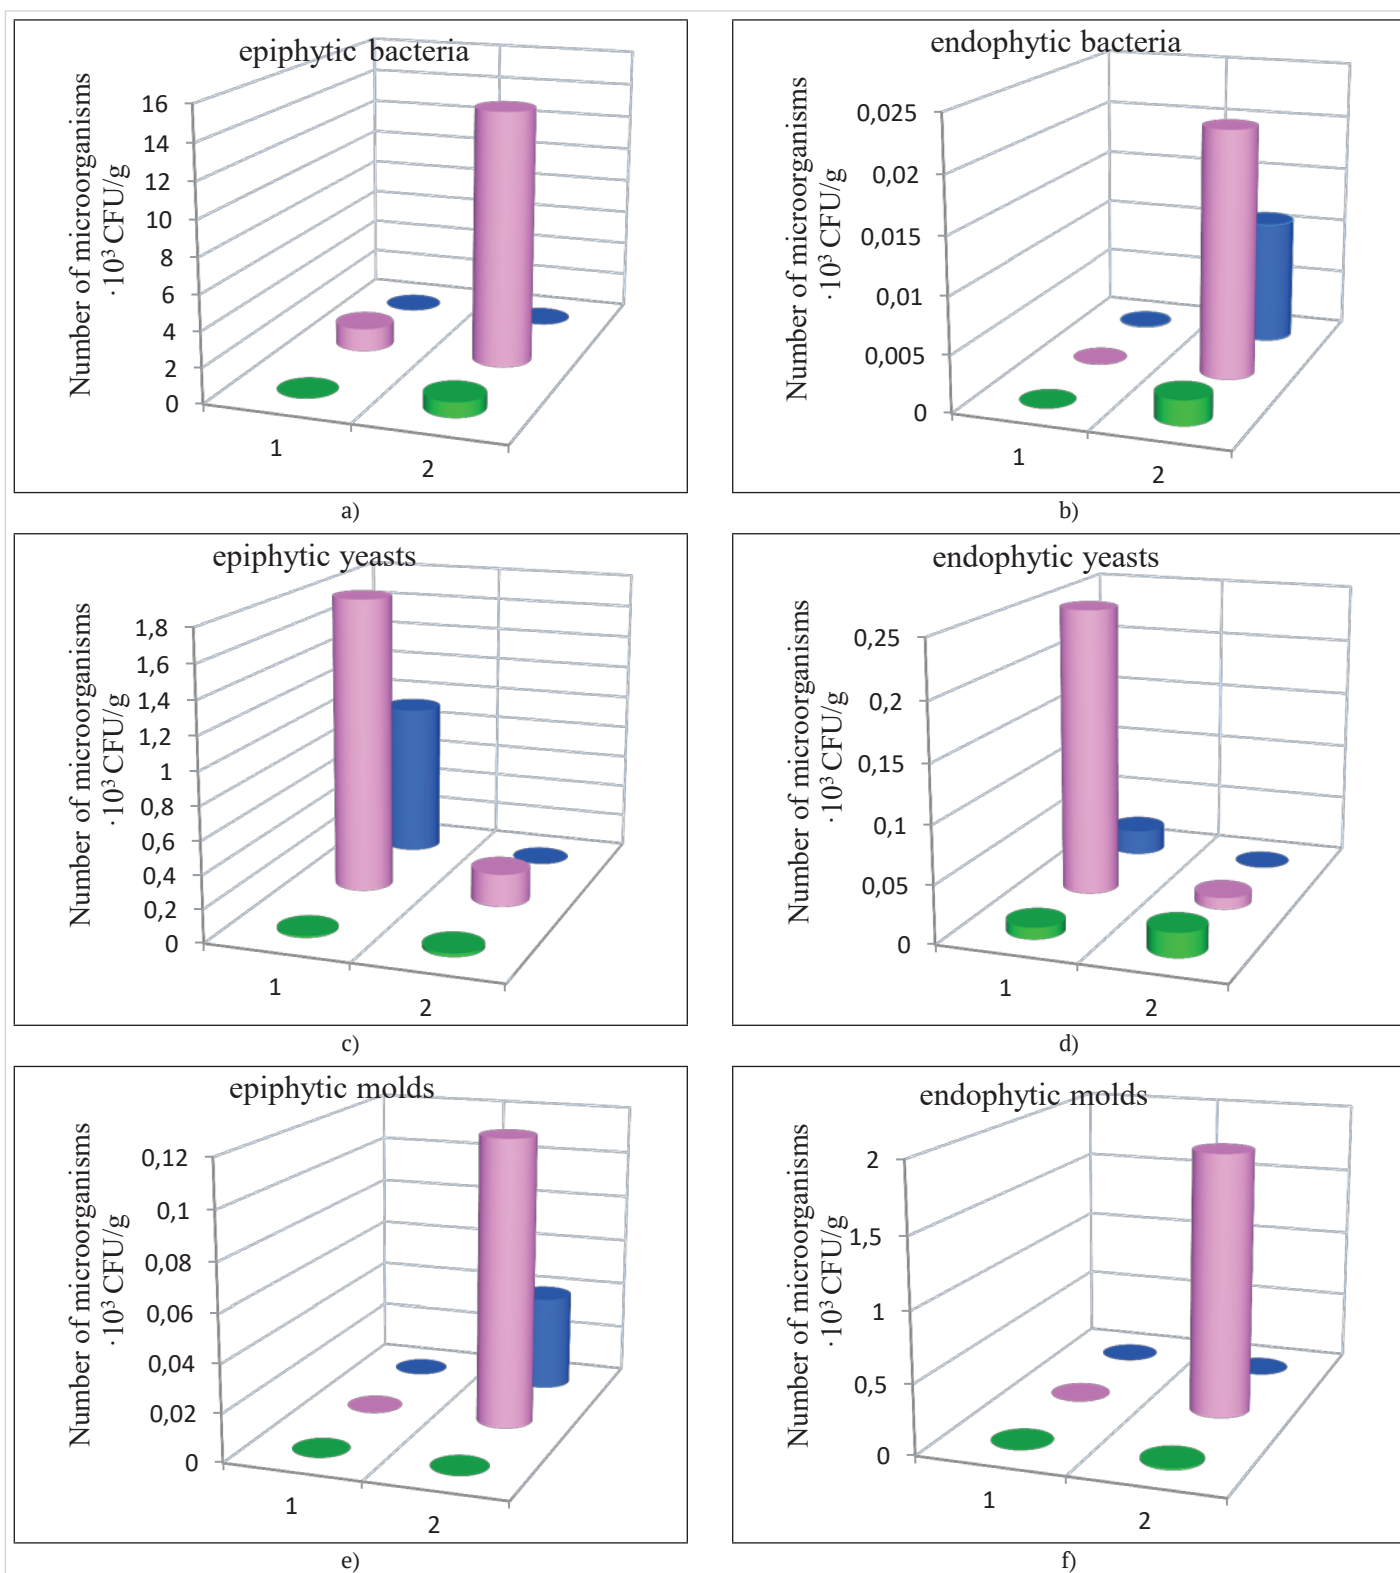 epiphytic bacteria
Number of microorganisms
·10³ CFU/g
16
14
12
10
8
6
4
2
0
1
2
a)
endophytic bacteria
Number of microorganisms
·10³ CFU/g
0,025
0,02
0,015
0,01
0,005
0
1
2
b)
epiphytic yeasts
Number of microorganisms
·10³ CFU/g
1,8
1,6
1,4
1,2
1
0,8
0,6
0,4
0,2
0
1
2
c)
endophytic yeasts
Number of microorganisms
·10³ CFU/g
0,25
0,2
0,15
0,1
0,05
0
1
2
d)
epiphytic molds
Number of microorganisms
·10³ CFU/g
0,12
0,1
0,08
0,06
0,04
0,02
0
1
2
e)
endophytic molds
Number of microorganisms
·10³ CFU/g
2
1,5
1
0,5
0
1
2
f)